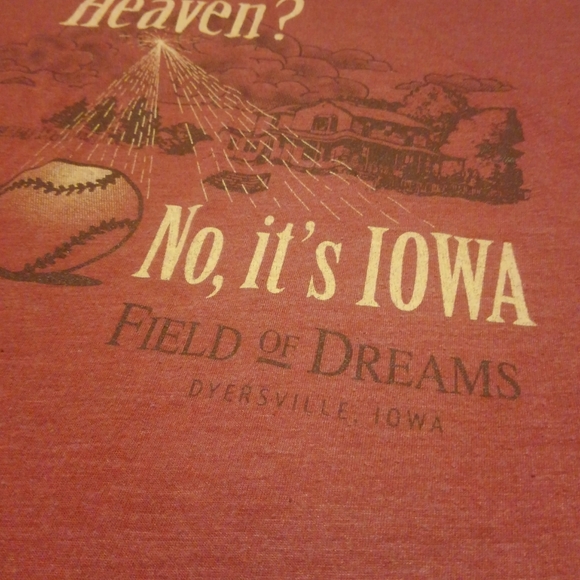 Heaven?
No, it's IOWA
FIELD OF DREAMS
DYERSVILLE, IOWA